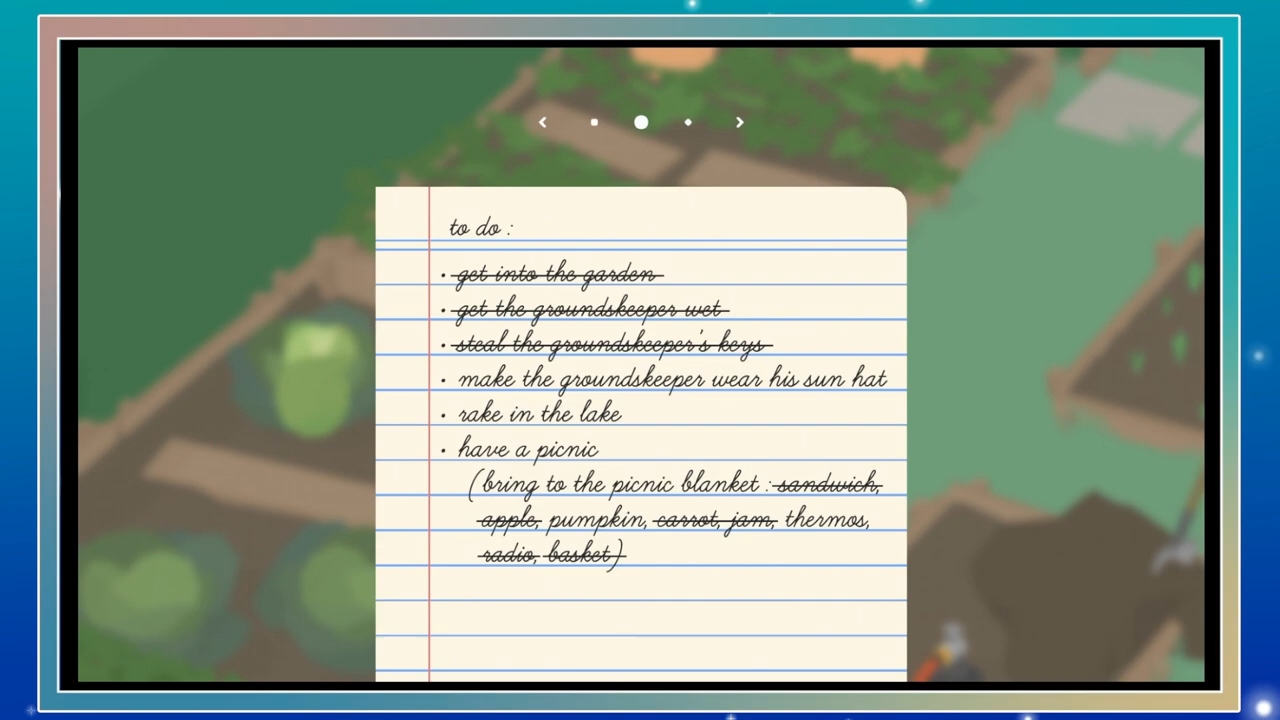 to do :
• get into the garden
• get the groundskeeper wet
• steal the groundskeeper's keys
• make the groundskeeper wear his sun hat
• rake in the lake
• have a picnic
(bring to the picnic blanket : sandwich,
apple, pumpkin, carrot, jam, thermos,
radio, basket)